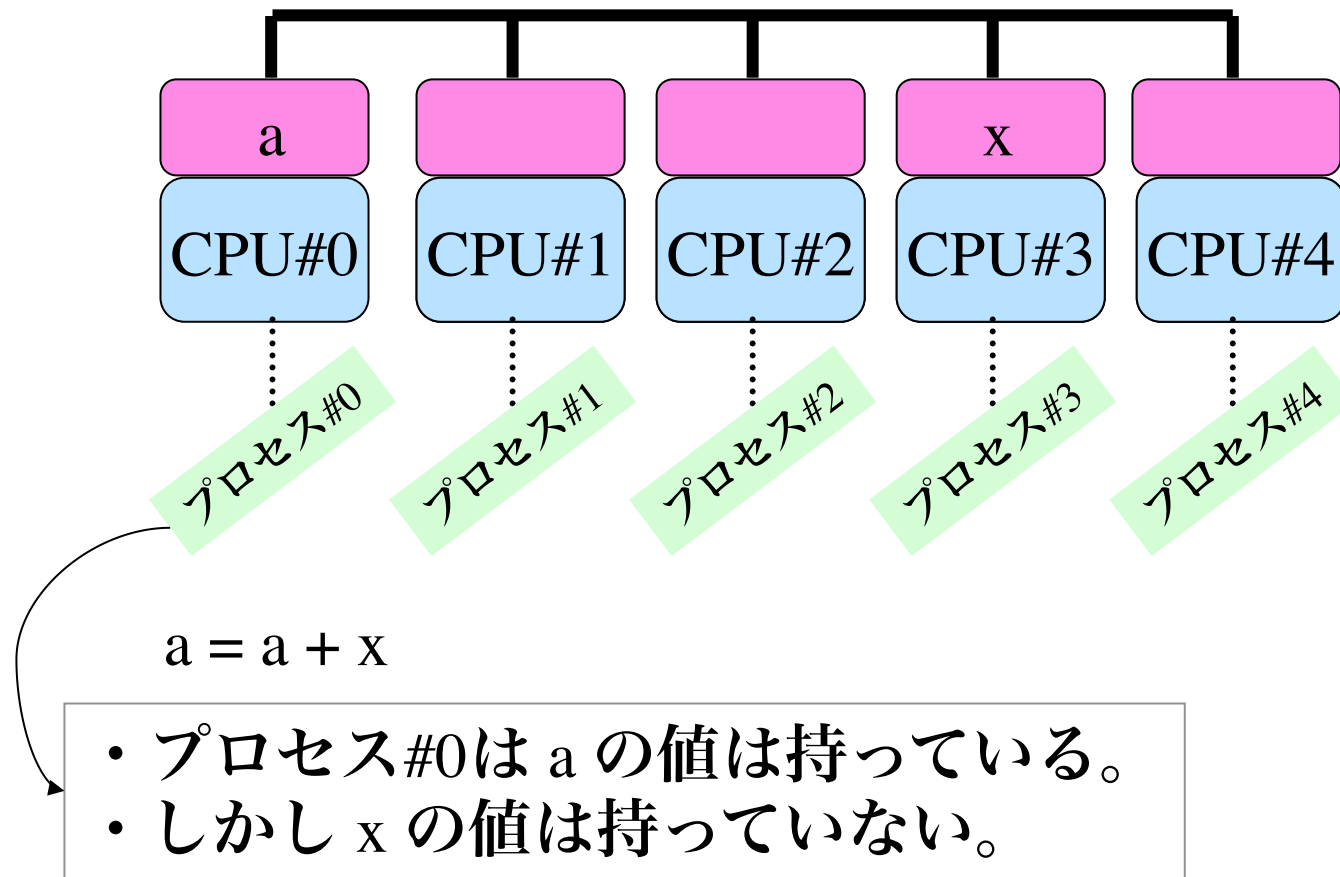 a
x
CPU#0
CPU#1
CPU#2
CPU#3
CPU#4
プロセス#0
プロセス#1
プロセス#2
プロセス#3
プロセス#4
a = a + x
・プロセス#0は a の値は持っている。
・しかし x の値は持っていない。